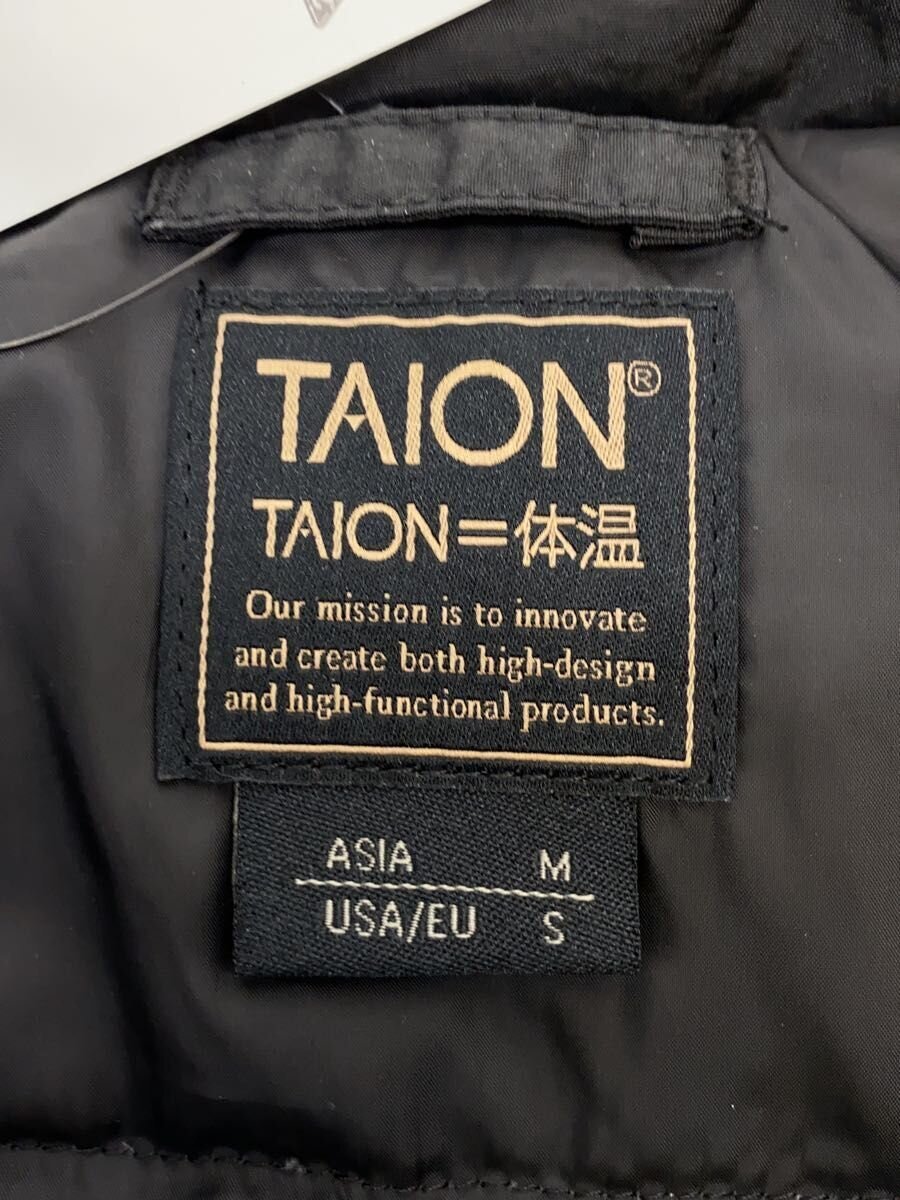 TAION®
TAION=体温
Our mission is to innovate
and create both high-design
and high-functional products.
ASIA M
USA/EU S